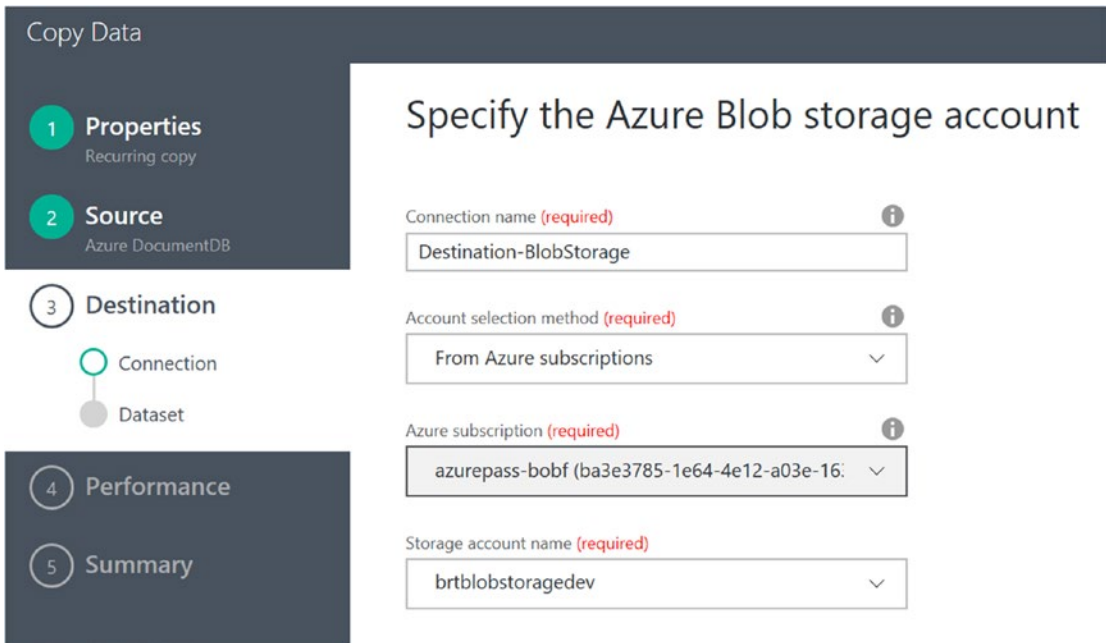 Copy Data
1 Properties
Recurring copy
2 Source
Azure DocumentDB
3 Destination
Connection
Dataset
4 Performance
5 Summary
Specify the Azure Blob storage account
Connection name (required)
Destination-BlobStorage
Account selection method (required)
From Azure subscriptions
Azure subscription (required)
azurepass-bobf (ba3e3785-1e64-4e12-a03e-16
Storage account name (required)
brtblobstoragedev